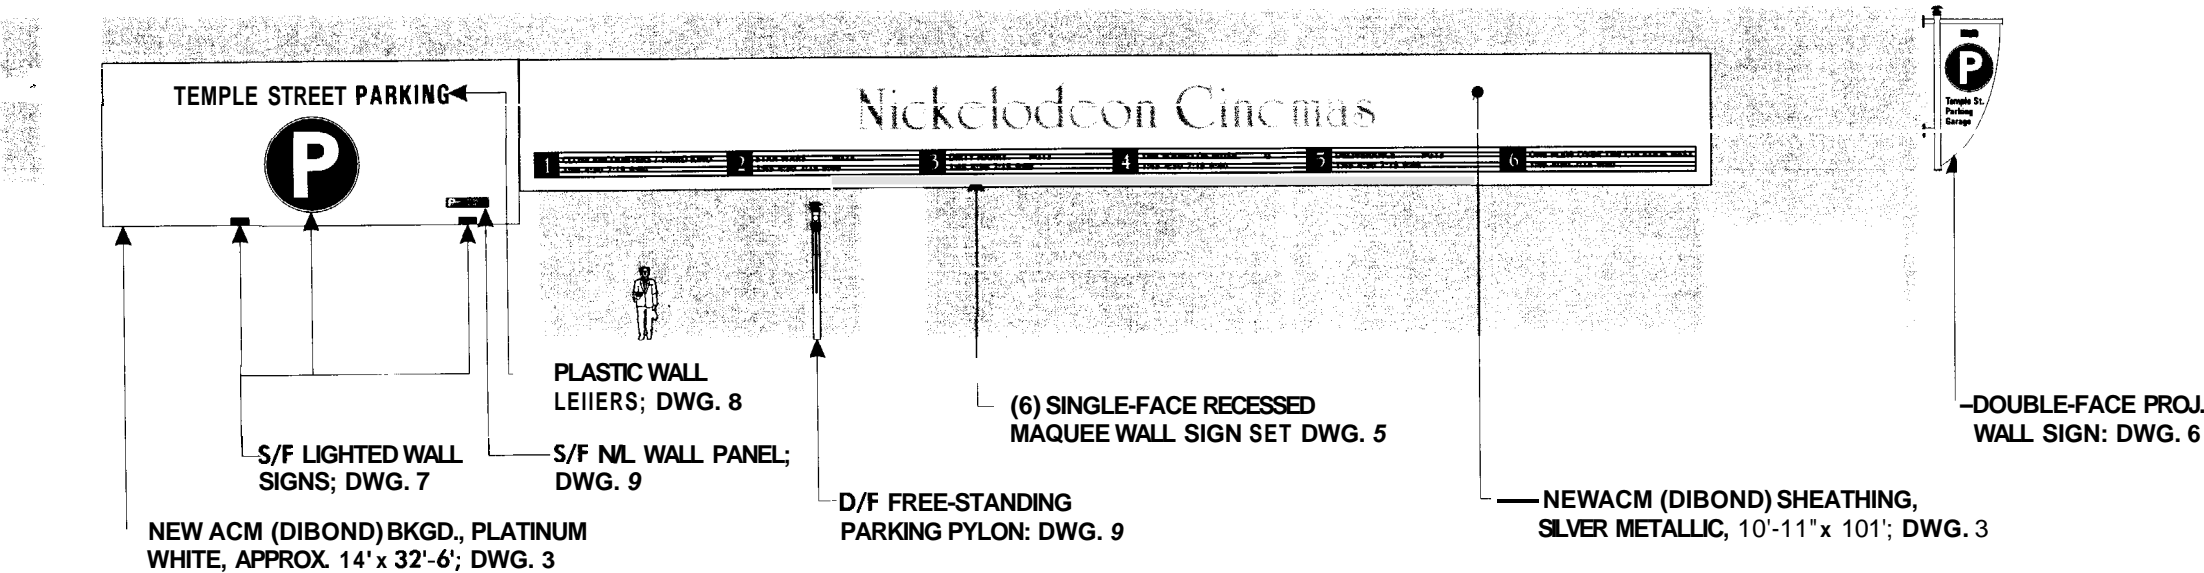 TEMPLE STREET PARKING
P
Nickelodeon Cinemas
1 2 3 4 5 6
P
Temple St.
Parking
Garage
P
PLASTIC WALL
LEIIERS; DWG. 8
(6) SINGLE-FACE RECESSED
MAQUEE WALL SIGN SET DWG. 5
–DOUBLE-FACE PROJ.
WALL SIGN: DWG. 6
S/F LIGHTED WALL
SIGNS; DWG. 7
S/F N/L WALL PANEL;
DWG. 9
D/F FREE-STANDING
PARKING PYLON: DWG. 9
NEWACM (DIBOND) SHEATHING,
SILVER METALLIC, 10'-11" x 101'; DWG. 3
NEW ACM (DIBOND) BKGD., PLATINUM
WHITE, APPROX. 14' x 32'-6'; DWG. 3